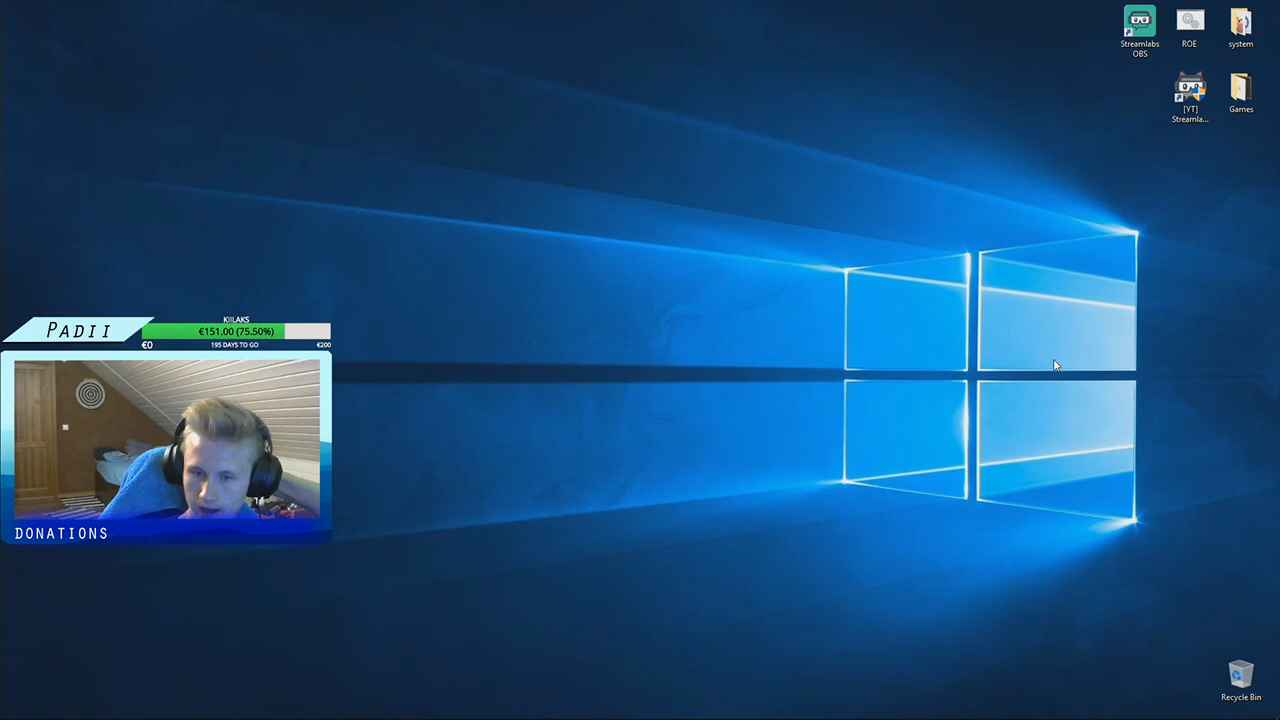 Streamlabs
OBS
ROE
system
[YT]
Streamla...
Games
Padii
KIILAKS
€151.00 (75.50%)
€0
195 DAYS TO GO
€200
DONATIONS
Recycle Bin